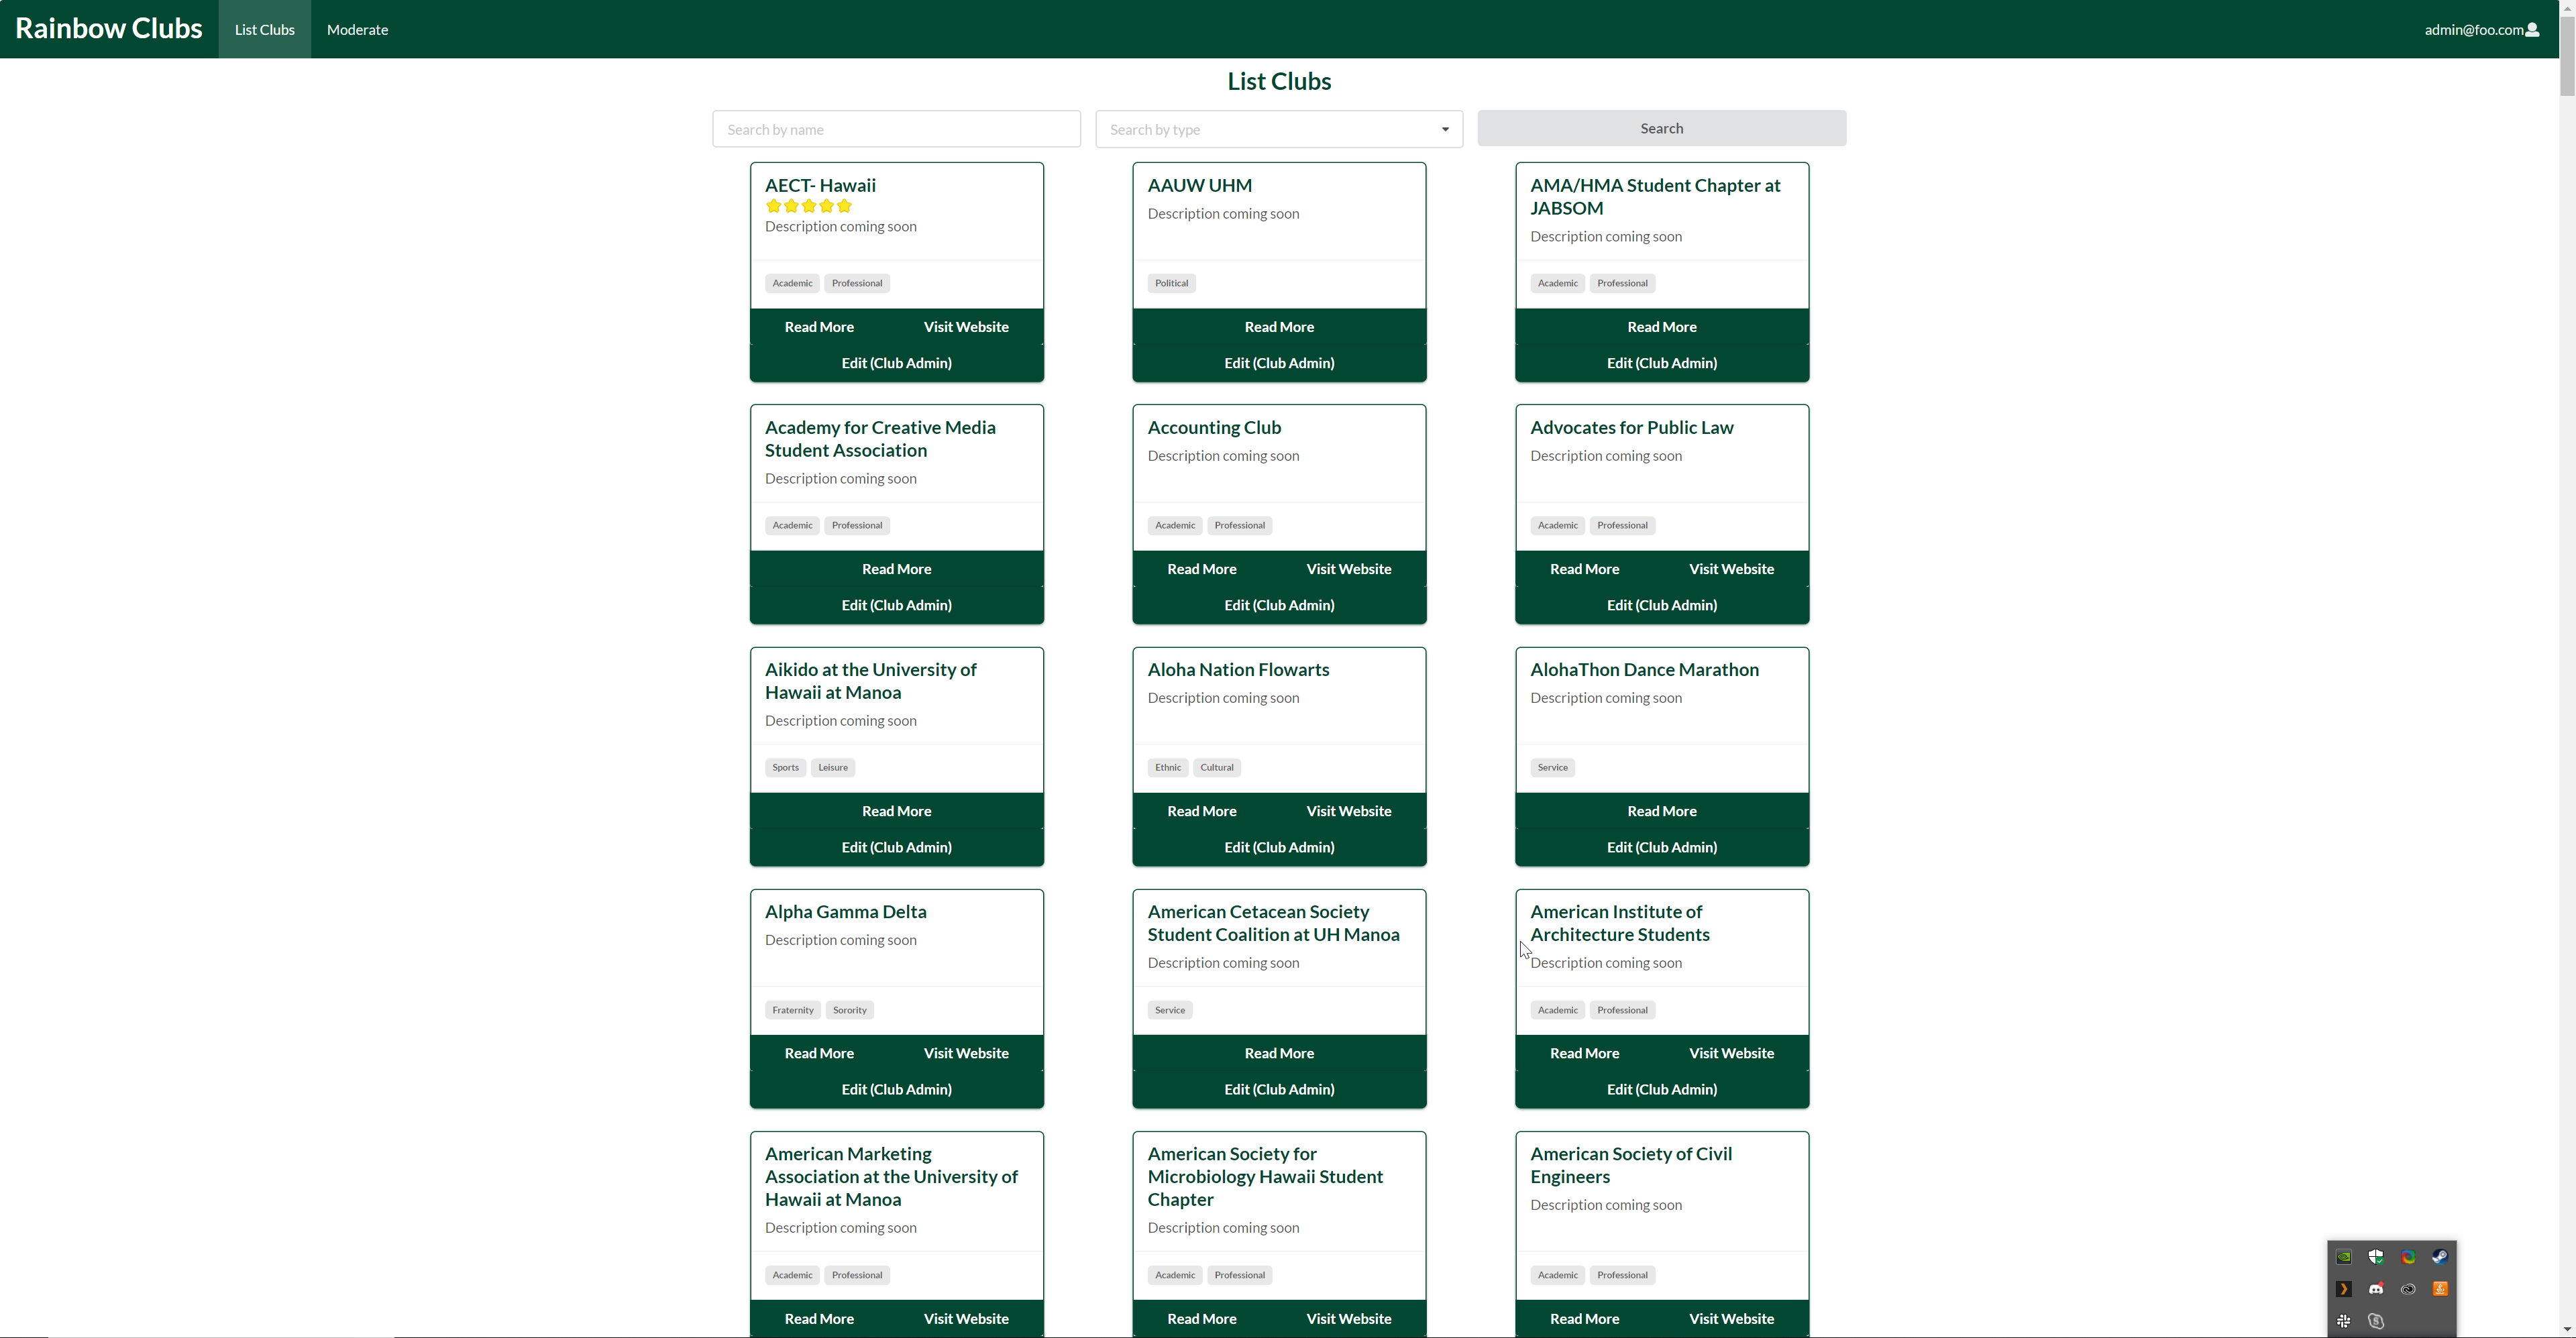 Rainbow Clubs List Clubs Moderate admin@foo.com
List Clubs
Search by name Search by type Search
AECT- Hawaii
Description coming soon
Academic Professional
Read More Visit Website
Edit (Club Admin)
AAUW UHM
Description coming soon
Political
Read More
Edit (Club Admin)
AMA/HMA Student Chapter at
JABSOM
Description coming soon
Academic Professional
Read More
Edit (Club Admin)
Academy for Creative Media
Student Association
Description coming soon
Academic Professional
Read More
Edit (Club Admin)
Accounting Club
Description coming soon
Academic Professional
Read More Visit Website
Edit (Club Admin)
Advocates for Public Law
Description coming soon
Academic Professional
Read More Visit Website
Edit (Club Admin)
Aikido at the University of
Hawaii at Manoa
Description coming soon
Sports Leisure
Read More
Edit (Club Admin)
Aloha Nation Flowarts
Description coming soon
Ethnic Cultural
Read More Visit Website
Edit (Club Admin)
AlohaThon Dance Marathon
Description coming soon
Service
Read More
Edit (Club Admin)
Alpha Gamma Delta
Description coming soon
Fraternity Sorority
Read More Visit Website
Edit (Club Admin)
American Cetacean Society
Student Coalition at UH Manoa
Description coming soon
Service
Read More
Edit (Club Admin)
American Institute of
Architecture Students
Description coming soon
Academic Professional
Read More Visit Website
Edit (Club Admin)
American Marketing
Association at the University of
Hawaii at Manoa
Description coming soon
Academic Professional
Read More Visit Website
American Society for
Microbiology Hawaii Student
Chapter
Description coming soon
Academic Professional
Read More Visit Website
American Society of Civil
Engineers
Description coming soon
Academic Professional
Read More Visit Website